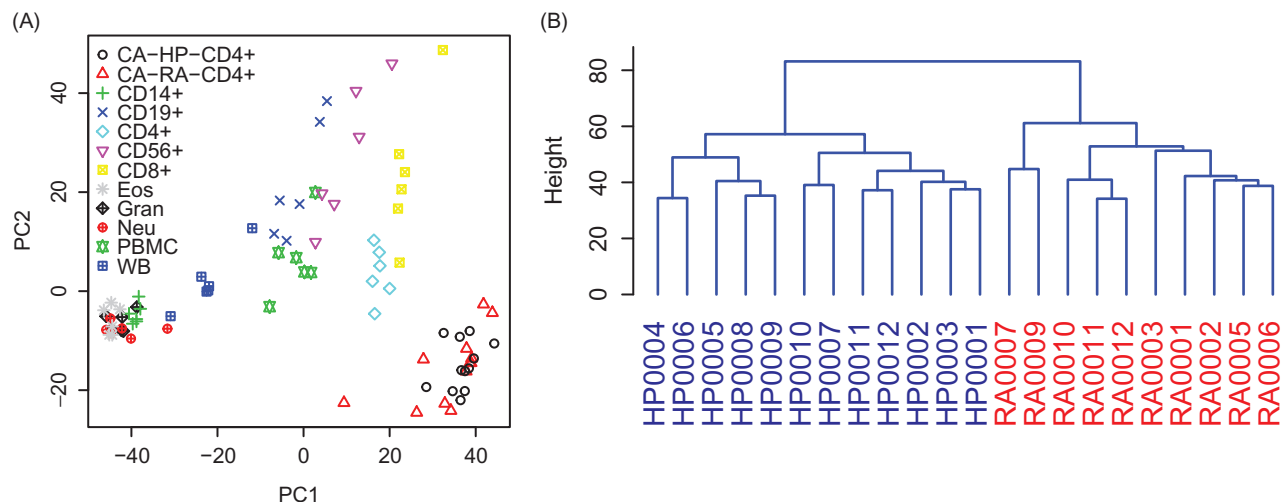 (A)
CA−HP−CD4+
CA−RA−CD4+
CD14+
CD19+
CD4+
CD56+
CD8+
Eos
Gran
Neu
PBMC
WB
PC2
−20
0
20
40
−40 −20 0 20 40
PC1
(B)
Height
0
20
40
60
80
HP0004
HP0006
HP0005
HP0008
HP0009
HP0010
HP0007
HP0011
HP0012
HP0002
HP0003
HP0001
RA0007
RA0009
RA0010
RA0011
RA0012
RA0003
RA0001
RA0002
RA0005
RA0006